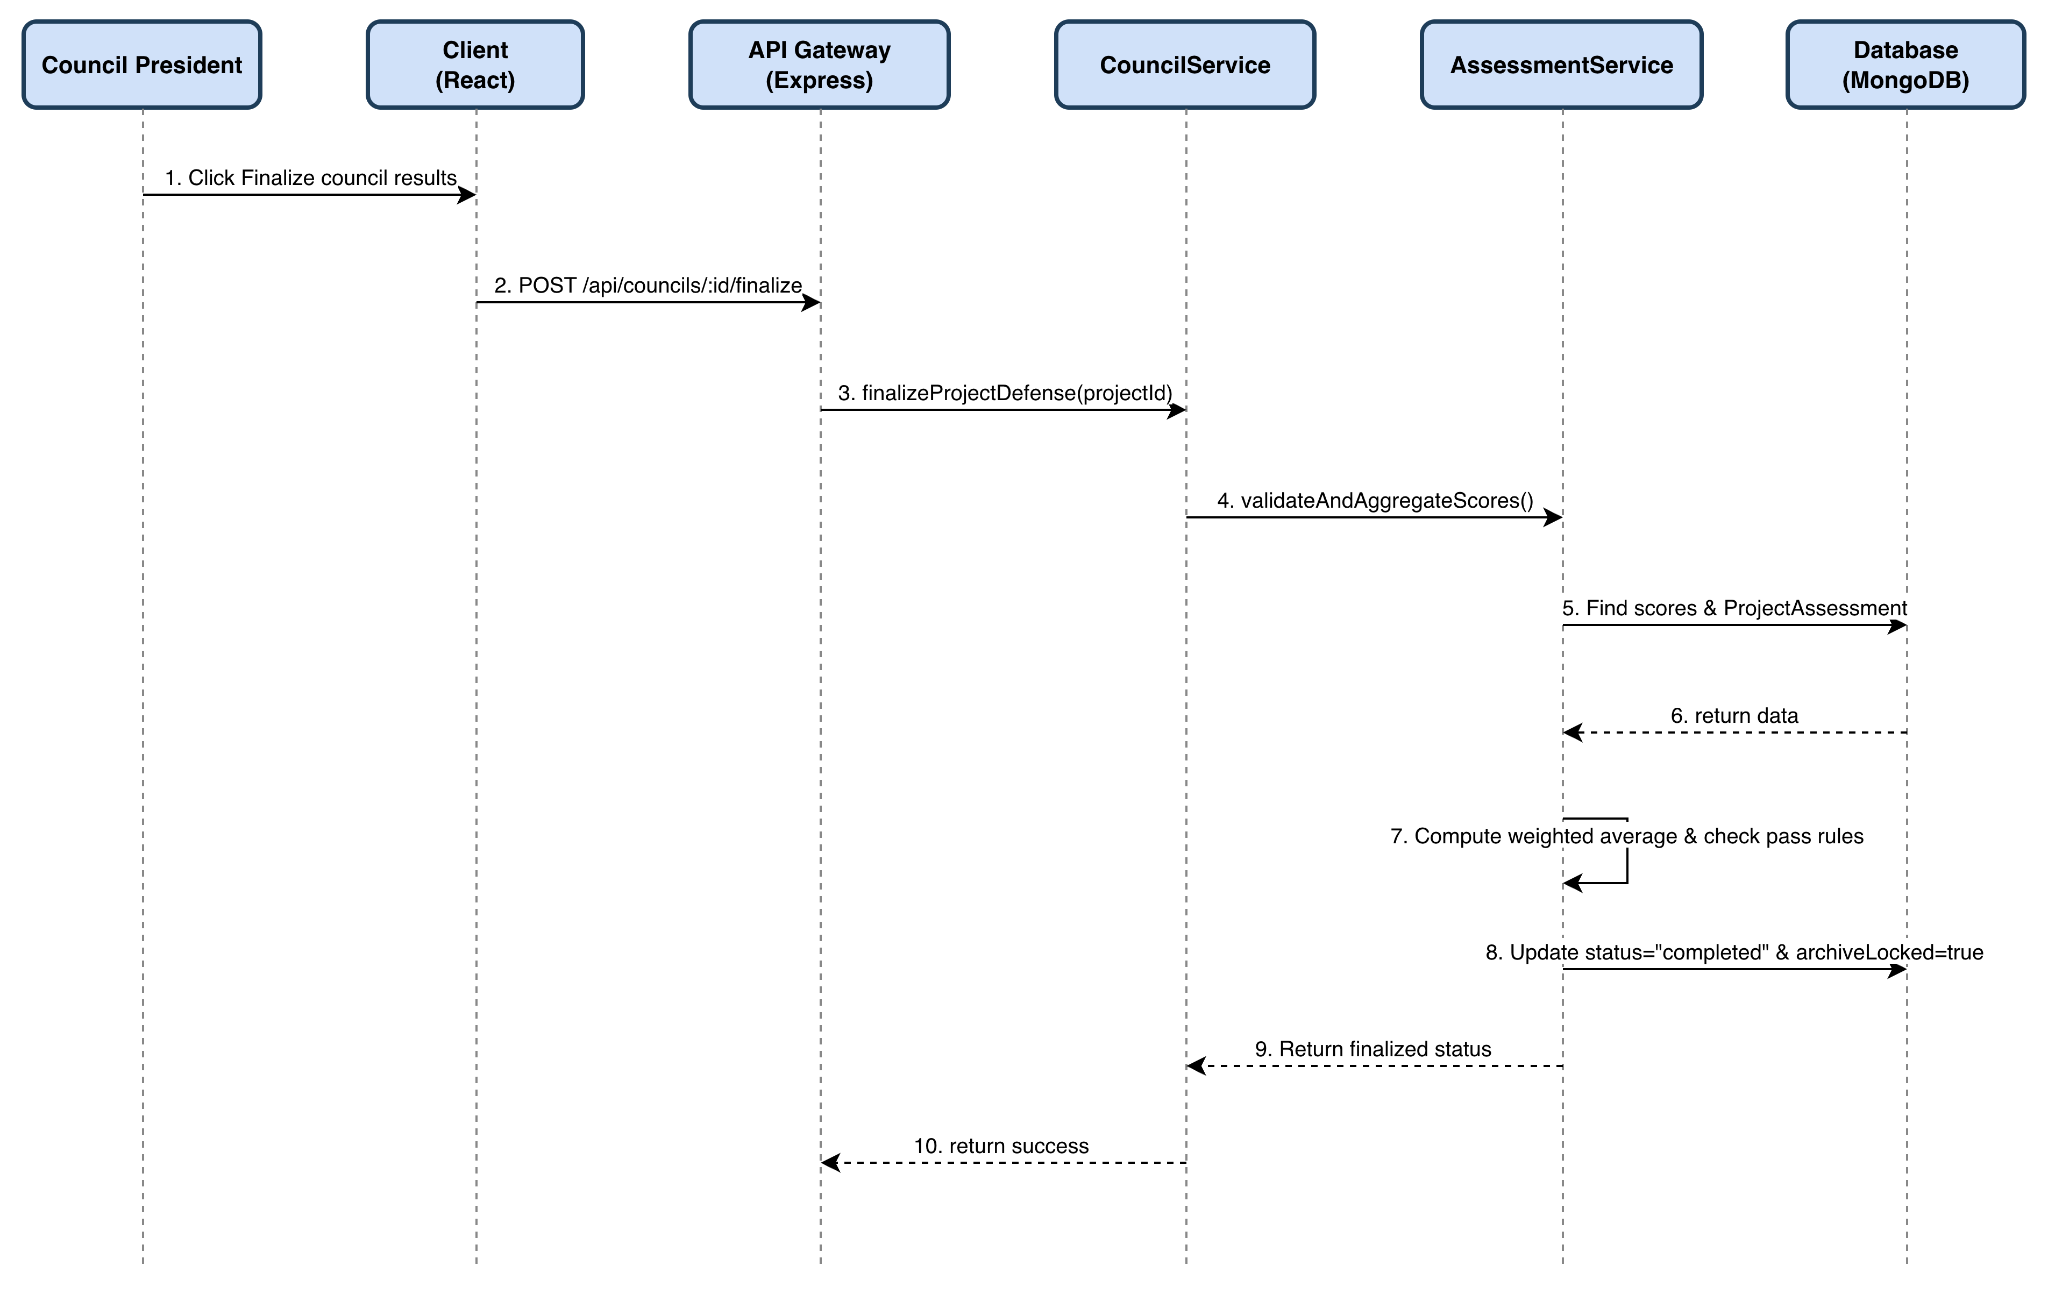 Council President
Client
(React)
API Gateway
(Express)
CouncilService
AssessmentService
Database
(MongoDB)
1. Click Finalize council results
2. POST /api/councils/:id/finalize
3. finalizeProjectDefense(projectId)
4. validateAndAggregateScores()
5. Find scores & ProjectAssessment
6. return data
7. Compute weighted average & check pass rules
8. Update status="completed" & archiveLocked=true
9. Return finalized status
10. return success